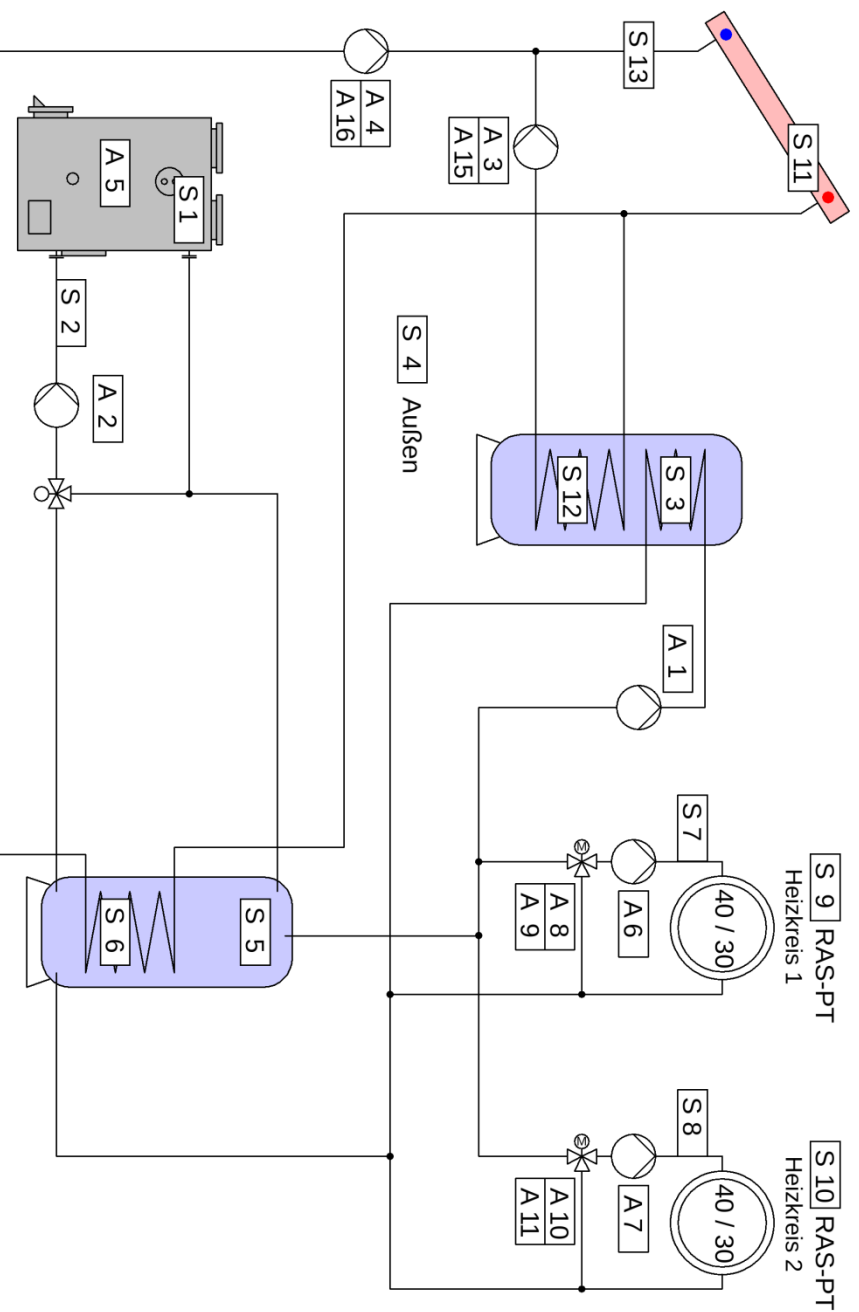 S 11
S 13
A 4
A 16
A 3
A 15
A 5
S 1
S 2
A 2
S 4 Außen
S 3
S 12
A 1
S 7
A 6
A 8
A 9
M
40 / 30
S 9 RAS-PT
Heizkreis 1
S 5
S 6
S 8
A 7
A 10
A 11
M
40 / 30
S 10 RAS-PT
Heizkreis 2